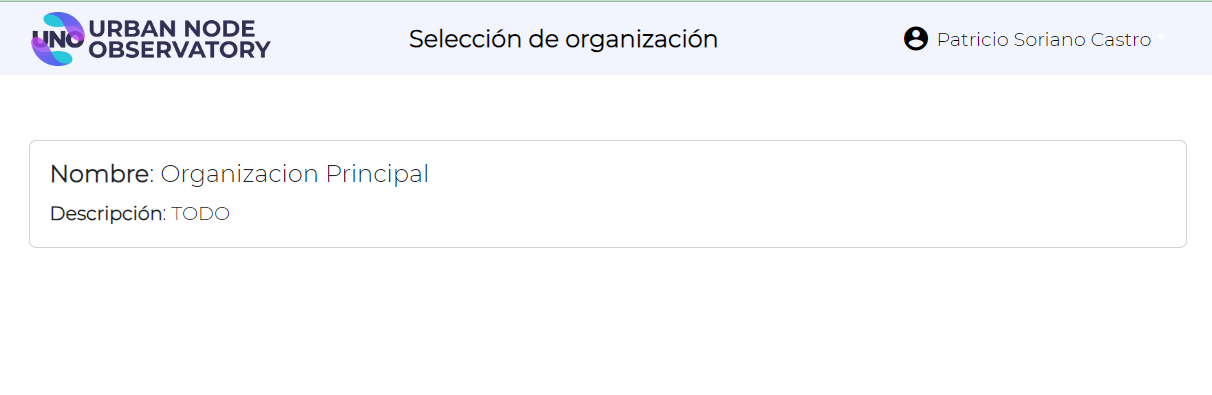 UNO URBAN NODE
OBSERVATORY
Selección de organización
Patricio Soriano Castro
Nombre: Organizacion Principal
Descripción: TODO